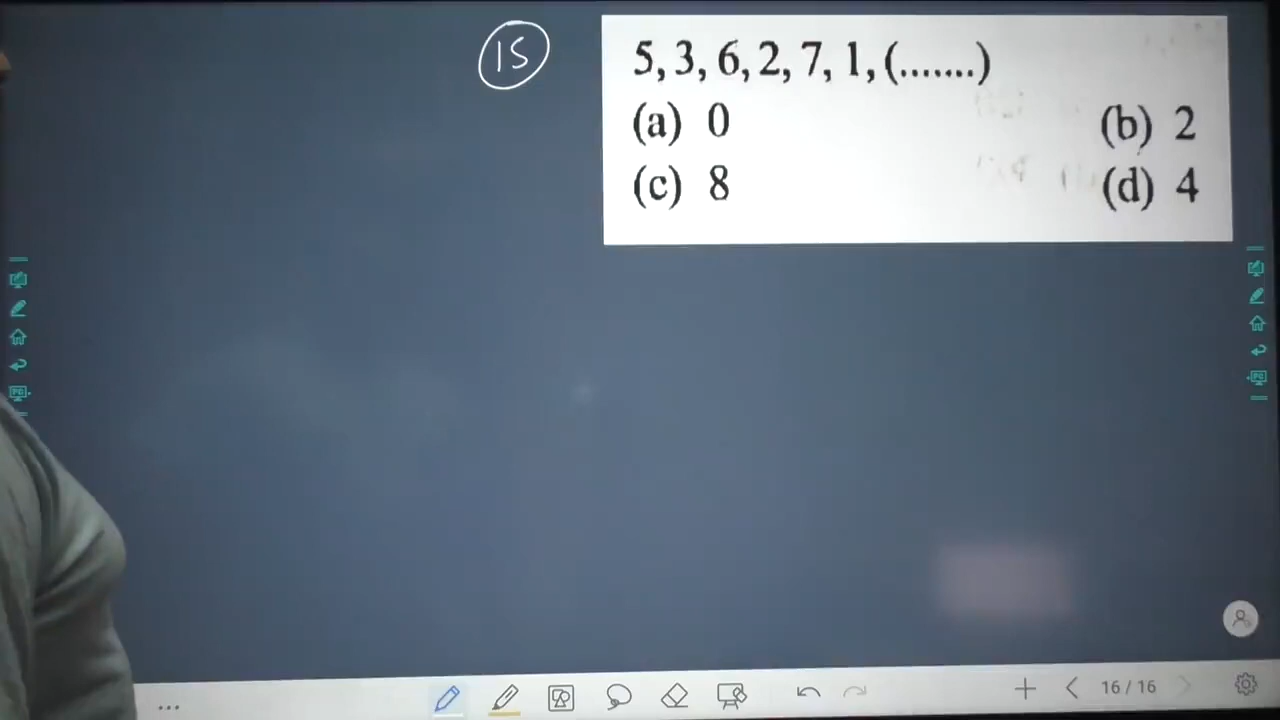 15
5, 3, 6, 2, 7, 1, (.......)
(a) 0
(b) 2
(c) 8
(d) 4
16 / 16